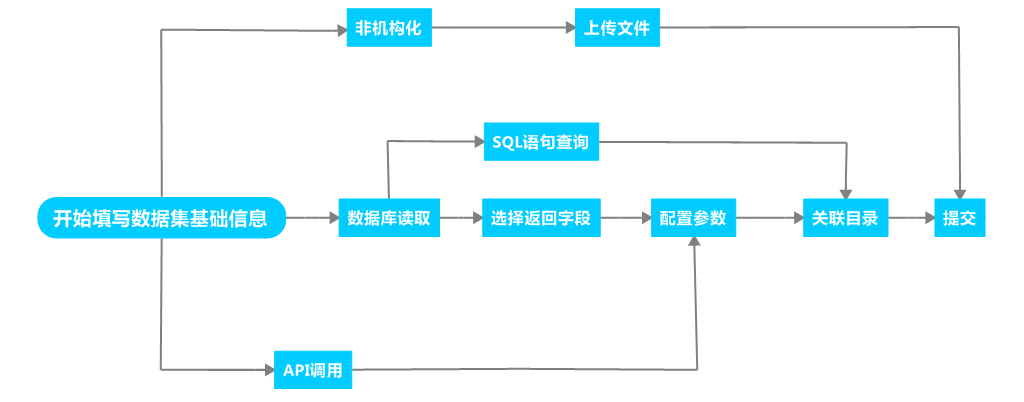 非机构化
上传文件
SQL语句查询
开始填写数据集基础信息
数据库读取
选择返回字段
配置参数
关联目录
提交
API调用